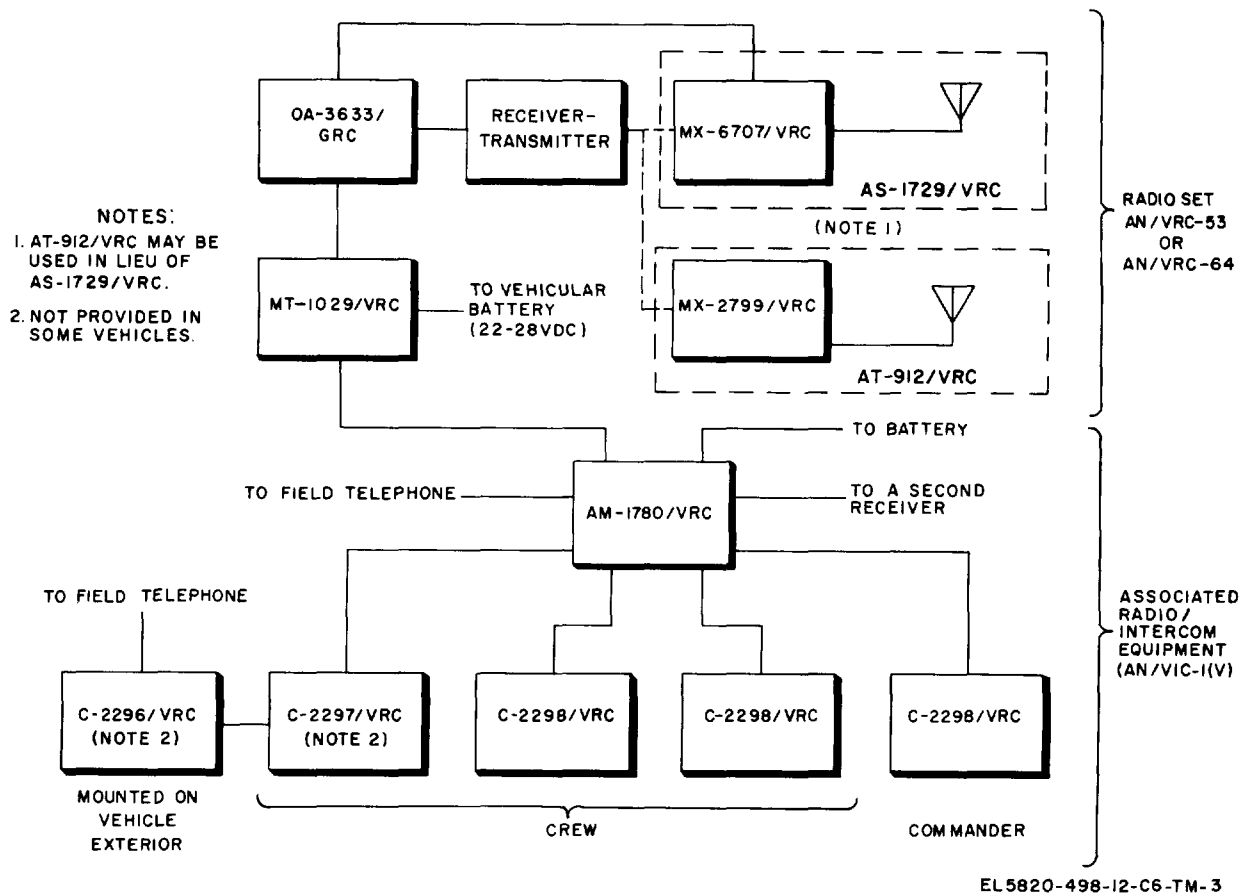 OA-3633/
GRC
RECEIVER-
TRANSMITTER
MX-6707/VRC
AS-1729/VRC
(NOTE 1)
RADIO SET
AN/VRC-53
OR
AN/VRC-64
NOTES:
1. AT-912/VRC MAY BE
USED IN LIEU OF
AS-1729/VRC.
2. NOT PROVIDED IN
SOME VEHICLES.
MT-1029/VRC
TO VEHICULAR
BATTERY
(22-28VDC)
MX-2799/VRC
AT-912/VRC
TO BATTERY
TO FIELD TELEPHONE
AM-1780/VRC
TO A SECOND
RECEIVER
TO FIELD TELEPHONE
ASSOCIATED
RADIO/
INTERCOM
EQUIPMENT
(AN/VIC-1(V)
C-2296/VRC
(NOTE 2)
C-2297/VRC
(NOTE 2)
C-2298/VRC
C-2298/VRC
C-2298/VRC
MOUNTED ON
VEHICLE
EXTERIOR
CREW
COMMANDER
EL5820-498-12-C6-TM-3